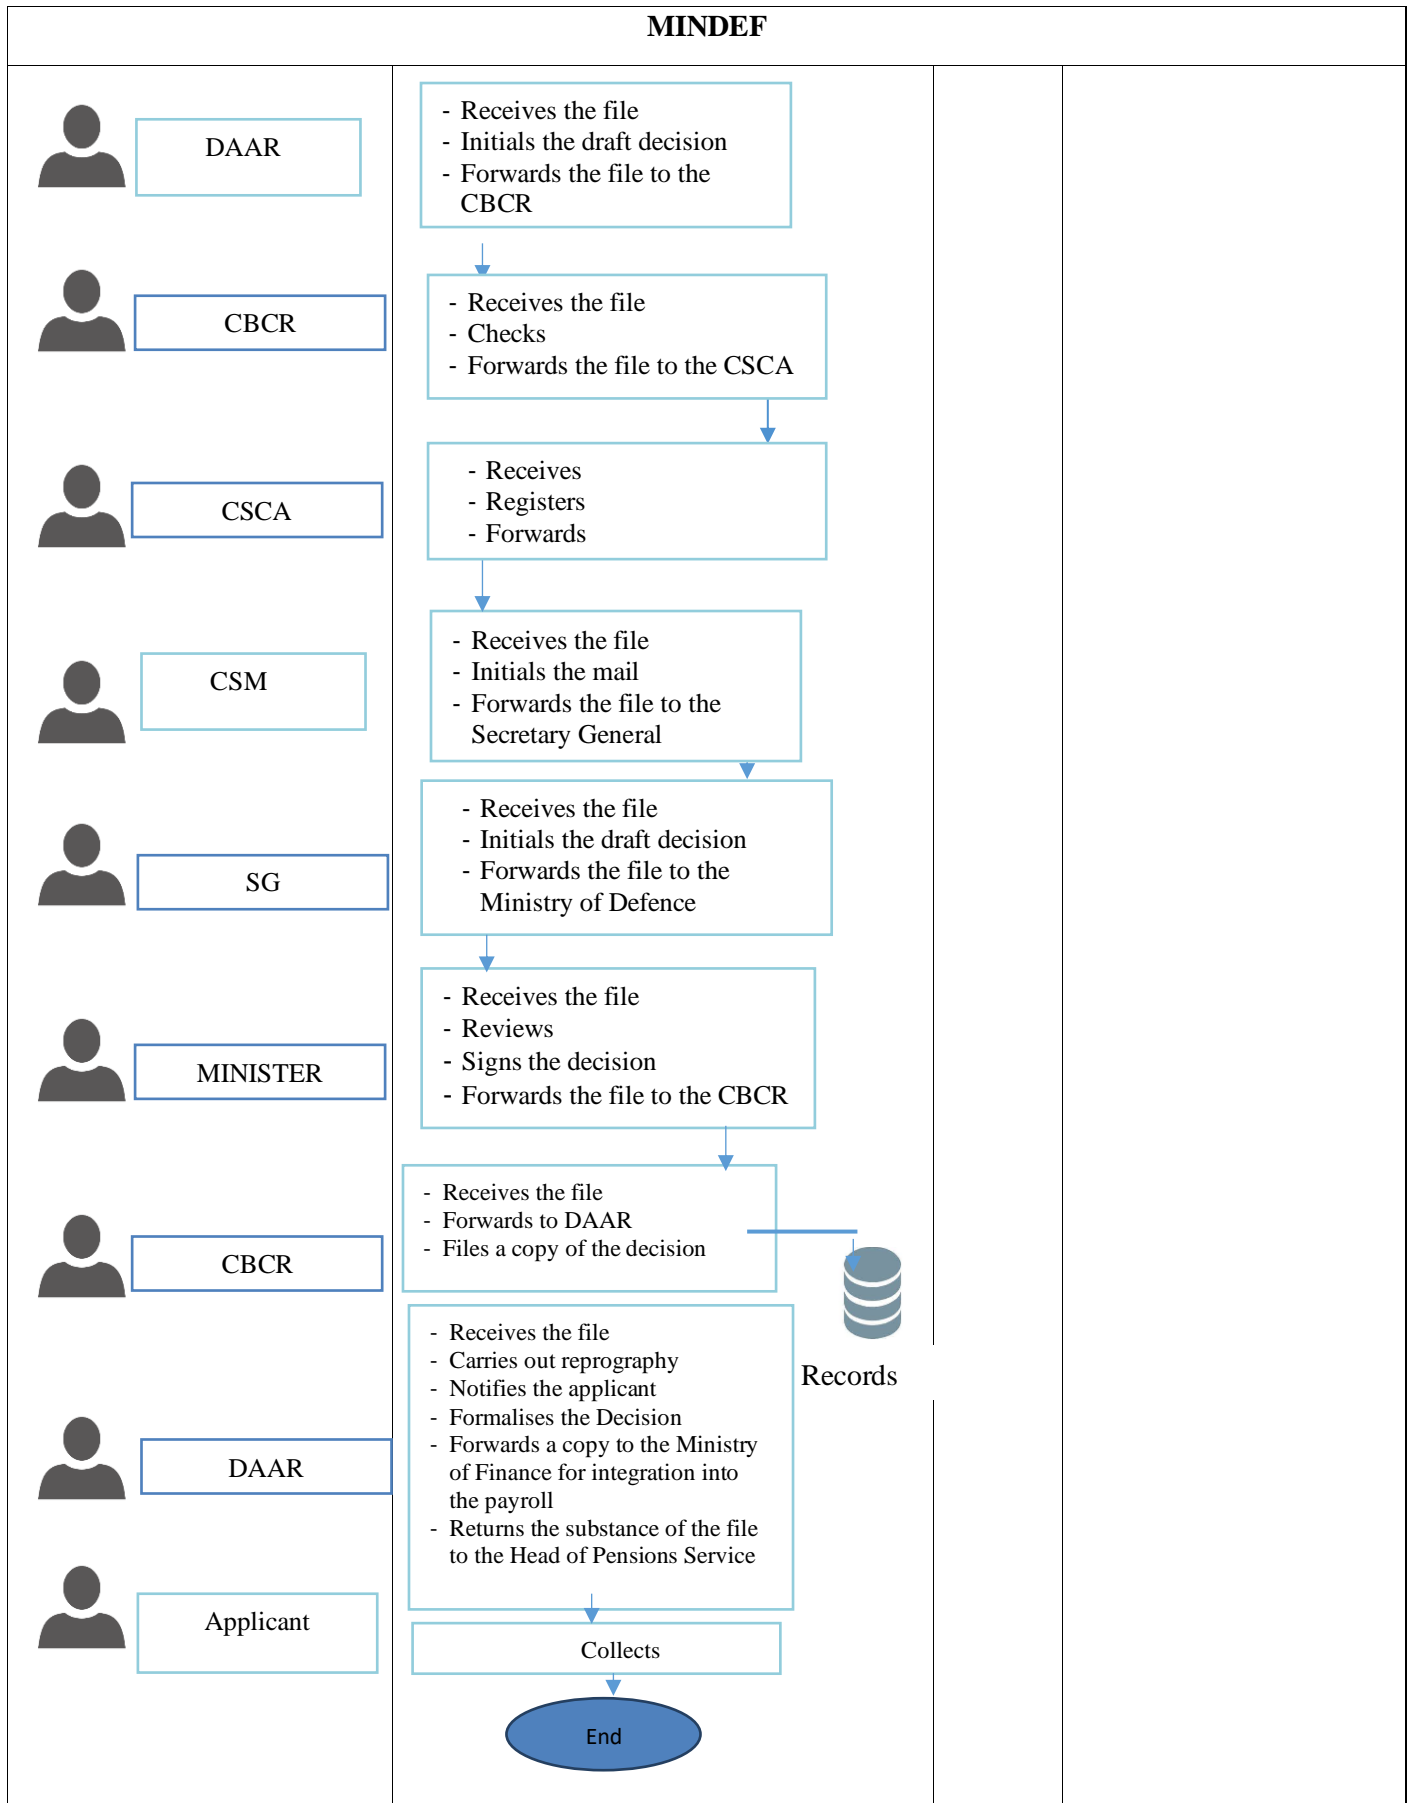 MINDEF
DAAR
- Receives the file
- Initials the draft decision
- Forwards the file to the
CBCR
CBCR
- Receives the file
- Checks
- Forwards the file to the CSCA
CSCA
- Receives
- Registers
- Forwards
CSM
- Receives the file
- Initials the mail
- Forwards the file to the
Secretary General
SG
- Receives the file
- Initials the draft decision
- Forwards the file to the
Ministry of Defence
MINISTER
- Receives the file
- Reviews
- Signs the decision
- Forwards the file to the CBCR
CBCR
- Receives the file
- Forwards to DAAR
- Files a copy of the decision
Records
DAAR
- Receives the file
- Carries out reprography
- Notifies the applicant
- Formalises the Decision
- Forwards a copy to the Ministry
of Finance for integration into
the payroll
- Returns the substance of the file
to the Head of Pensions Service
Applicant
Collects
End